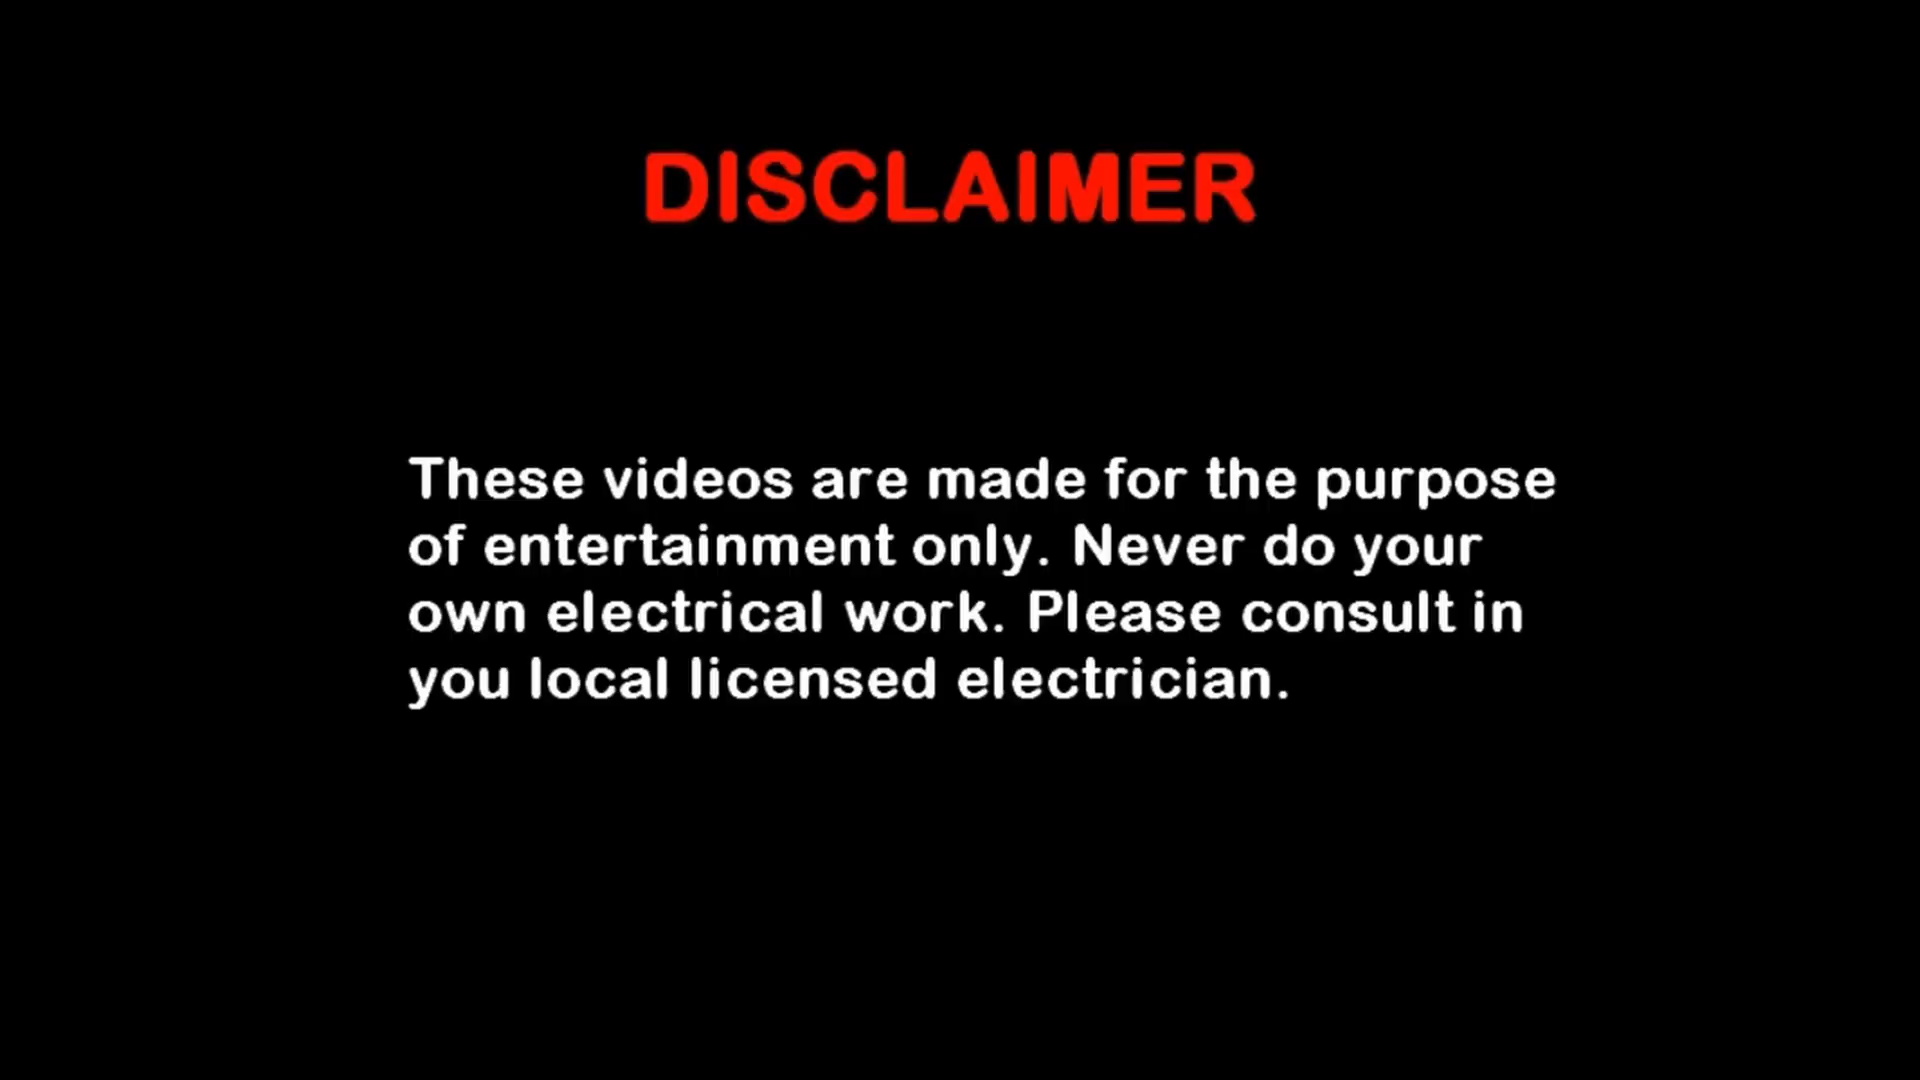 DISCLAIMER
These videos are made for the purpose
of entertainment only. Never do your
own electrical work. Please consult in
you local licensed electrician.